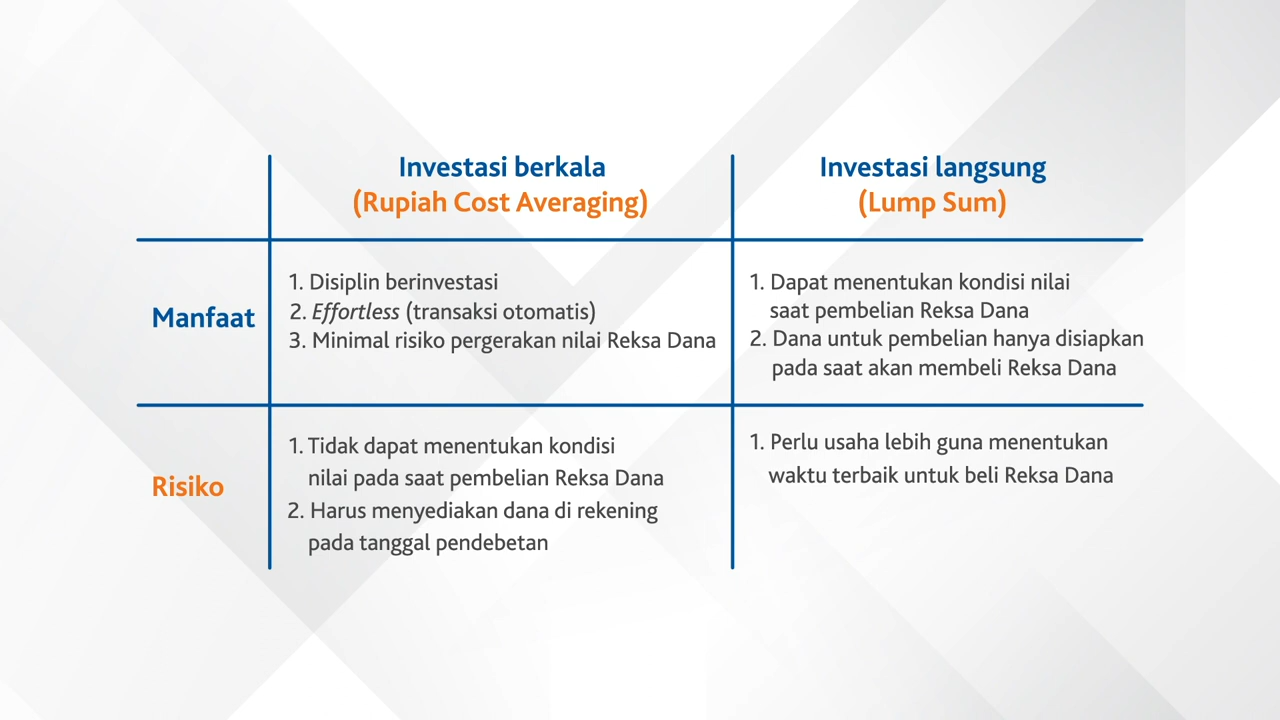 Investasi berkala
(Rupiah Cost Averaging)
Investasi langsung
(Lump Sum)
Manfaat
1. Disiplin berinvestasi
2. Effortless (transaksi otomatis)
3. Minimal risiko pergerakan nilai Reksa Dana
1. Dapat menentukan kondisi nilai
saat pembelian Reksa Dana
2. Dana untuk pembelian hanya disiapkan
pada saat akan membeli Reksa Dana
Risiko
1. Tidak dapat menentukan kondisi
nilai pada saat pembelian Reksa Dana
2. Harus menyediakan dana di rekening
pada tanggal pendebetan
1. Perlu usaha lebih guna menentukan
waktu terbaik untuk beli Reksa Dana